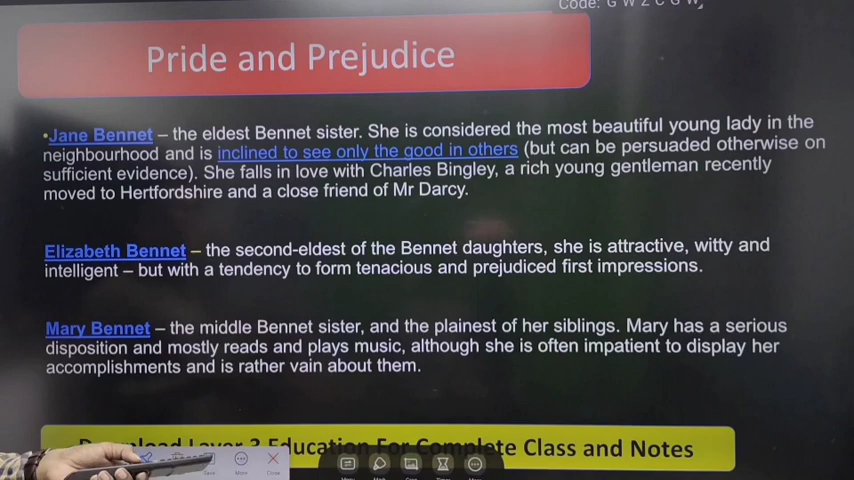 Code: G W Z C G W
Pride and Prejudice
•Jane Bennet – the eldest Bennet sister. She is considered the most beautiful young lady in the
neighbourhood and is inclined to see only the good in others (but can be persuaded otherwise on
sufficient evidence). She falls in love with Charles Bingley, a rich young gentleman recently
moved to Hertfordshire and a close friend of Mr Darcy.
Elizabeth Bennet – the second-eldest of the Bennet daughters, she is attractive, witty and
intelligent – but with a tendency to form tenacious and prejudiced first impressions.
Mary Bennet – the middle Bennet sister, and the plainest of her siblings. Mary has a serious
disposition and mostly reads and plays music, although she is often impatient to display her
accomplishments and is rather vain about them.
Education For Complete Class and Notes
Save More Close